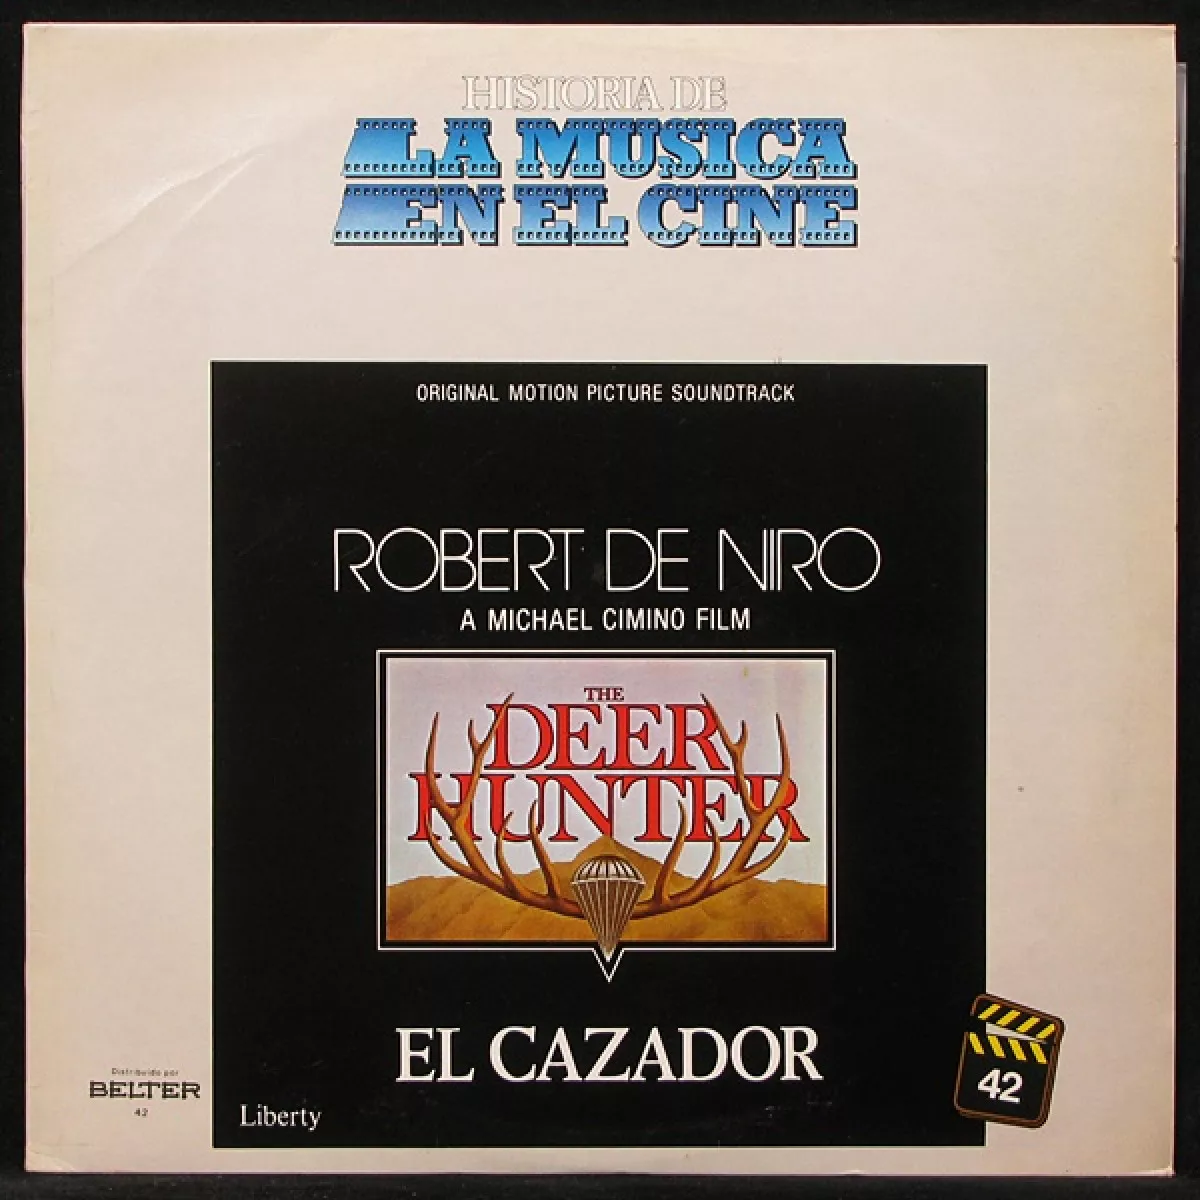 HISTORIA DE
LA MUSICA
EN EL CINE
ORIGINAL MOTION PICTURE SOUNDTRACK
ROBERT DE NIRO
A MICHAEL CIMINO FILM
THE
DEER
HUNTER
EL CAZADOR
42
Distribuido por
BELTER
42
Liberty